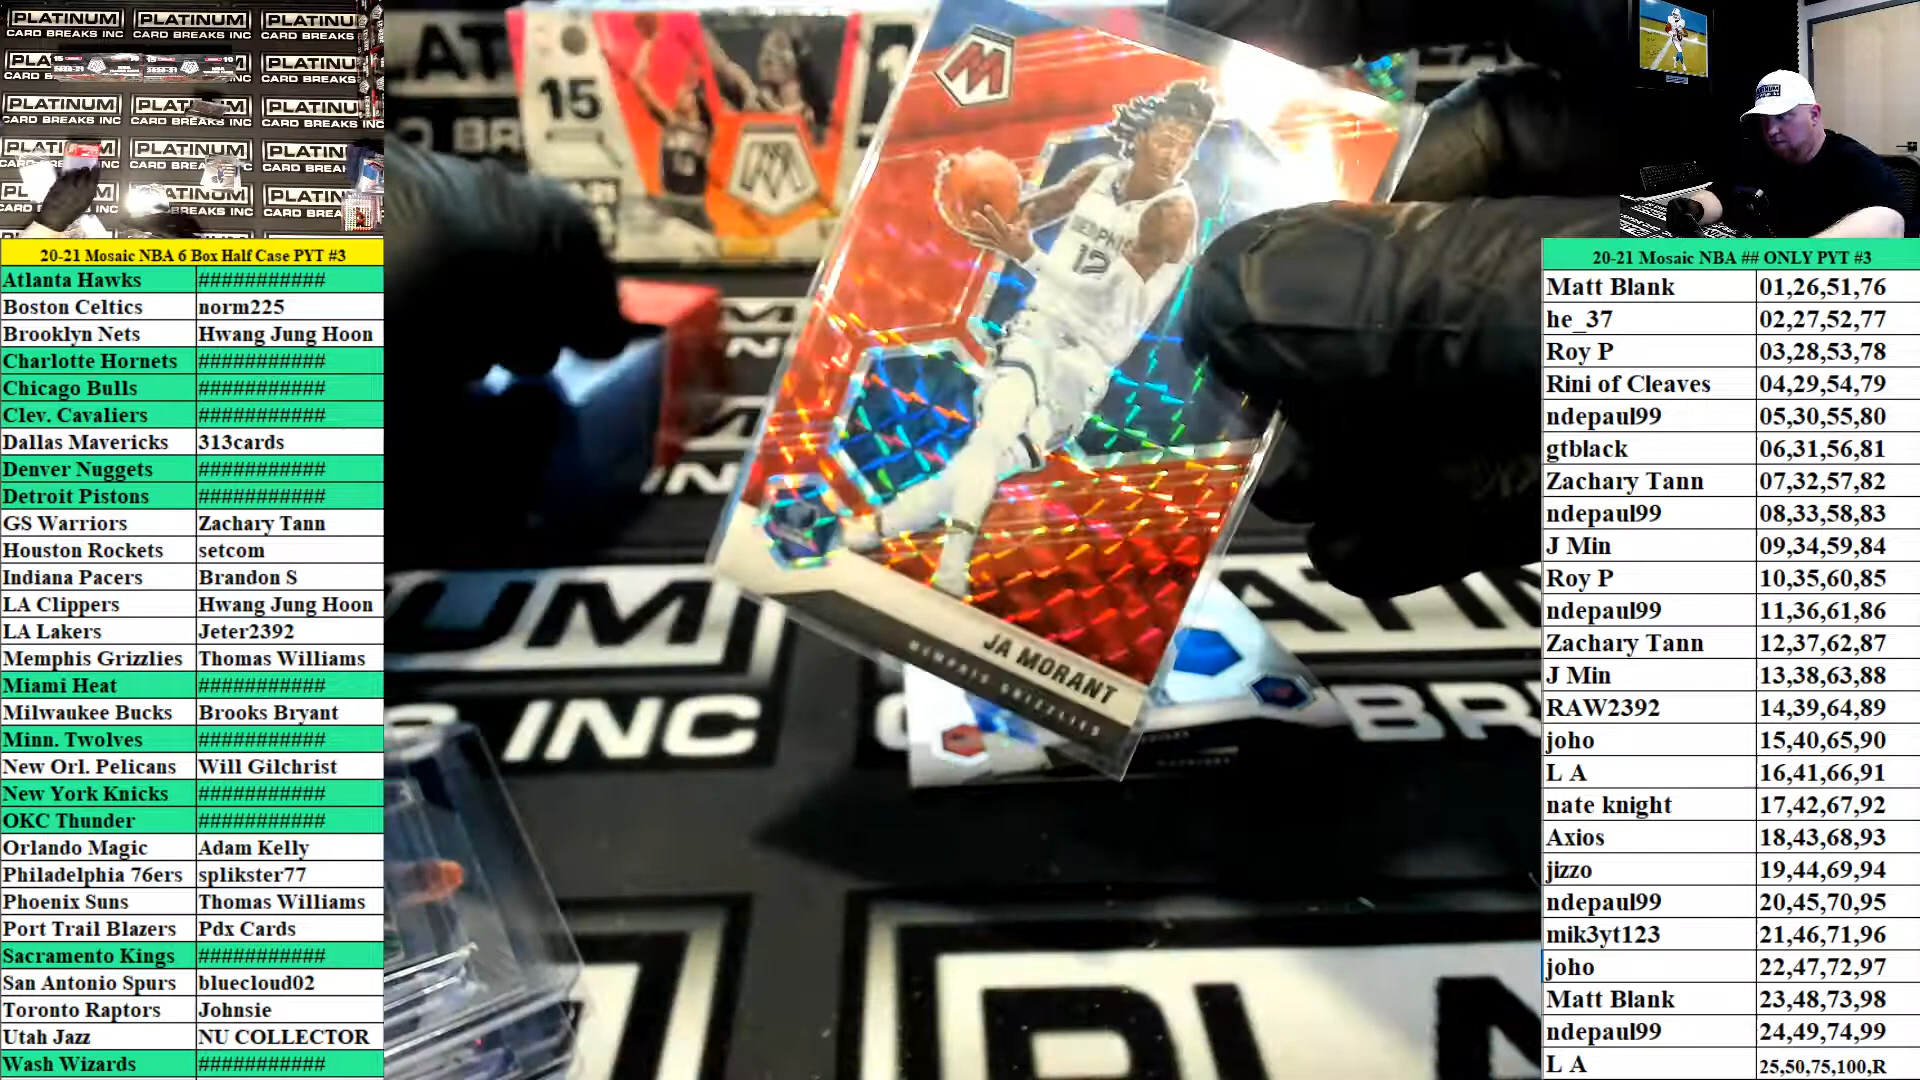 PLATINUM PLATINUM PLATINUM
CARD BREAKS INC CARD BREAKS INC CARD BREAKS
PLATINUM
CARD BREAKS INC
20-21 Mosaic NBA 6 Box Half Case PYT #3
Atlanta Hawks ###########
Boston Celtics norm225
Brooklyn Nets Hwang Jung Hoon
Charlotte Hornets ###########
Chicago Bulls ###########
Clev. Cavaliers ###########
Dallas Mavericks 313cards
Denver Nuggets ###########
Detroit Pistons ###########
GS Warriors Zachary Tann
Houston Rockets setcom
Indiana Pacers Brandon S
LA Clippers Hwang Jung Hoon
LA Lakers Jeter2392
Memphis Grizzlies Thomas Williams
Miami Heat ###########
Milwaukee Bucks Brooks Bryant
Minn. Twolves ###########
New Orl. Pelicans Will Gilchrist
New York Knicks ###########
OKC Thunder ###########
Orlando Magic Adam Kelly
Philadelphia 76ers splikster77
Phoenix Suns Thomas Williams
Port Trail Blazers Pdx Cards
Sacramento Kings ###########
San Antonio Spurs bluecloud02
Toronto Raptors Johnsie
Utah Jazz NU COLLECTOR
Wash Wizards ###########
15
M
MEMPHIS
12
JA MORANT
MEMPHIS GRIZZLIES
INC
20-21 Mosaic NBA ## ONLY PYT #3
Matt Blank 01,26,51,76
he_37 02,27,52,77
Roy P 03,28,53,78
Rini of Cleaves 04,29,54,79
ndepaul99 05,30,55,80
gtblack 06,31,56,81
Zachary Tann 07,32,57,82
ndepaul99 08,33,58,83
J Min 09,34,59,84
Roy P 10,35,60,85
ndepaul99 11,36,61,86
Zachary Tann 12,37,62,87
J Min 13,38,63,88
RAW2392 14,39,64,89
joho 15,40,65,90
L A 16,41,66,91
nate knight 17,42,67,92
Axios 18,43,68,93
jizzo 19,44,69,94
ndepaul99 20,45,70,95
mik3yt123 21,46,71,96
joho 22,47,72,97
Matt Blank 23,48,73,98
ndepaul99 24,49,74,99
L A 25,50,75,100,R